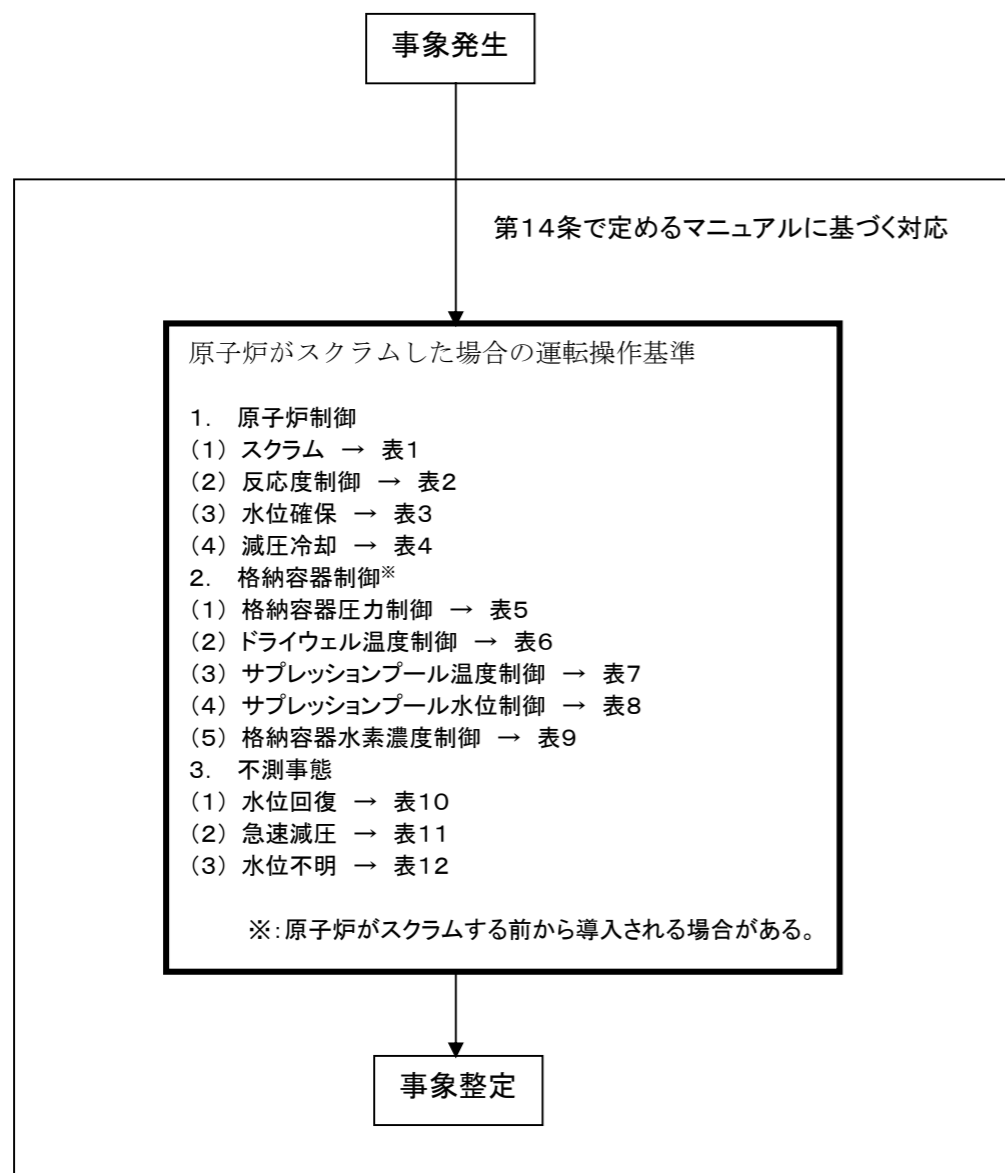 事象発生
第14条で定めるマニュアルに基づく対応
原子炉がスクラムした場合の運転操作基準
1. 原子炉制御
(1) スクラム → 表1
(2) 反応度制御 → 表2
(3) 水位確保 → 表3
(4) 減圧冷却 → 表4
2. 格納容器制御※
(1) 格納容器圧力制御 → 表5
(2) ドライウェル温度制御 → 表6
(3) サプレッションプール温度制御 → 表7
(4) サプレッションプール水位制御 → 表8
(5) 格納容器水素濃度制御 → 表9
3. 不測事態
(1) 水位回復 → 表10
(2) 急速減圧 → 表11
(3) 水位不明 → 表12
※:原子炉がスクラムする前から導入される場合がある。
事象整定